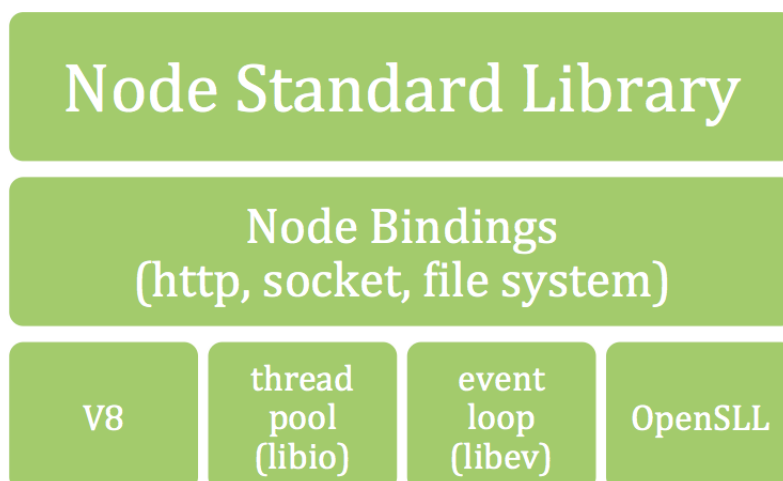 Node Standard Library
Node Bindings
(http, socket, file system)
V8
thread
pool
(libio)
event
loop
(libev)
OpenSLL